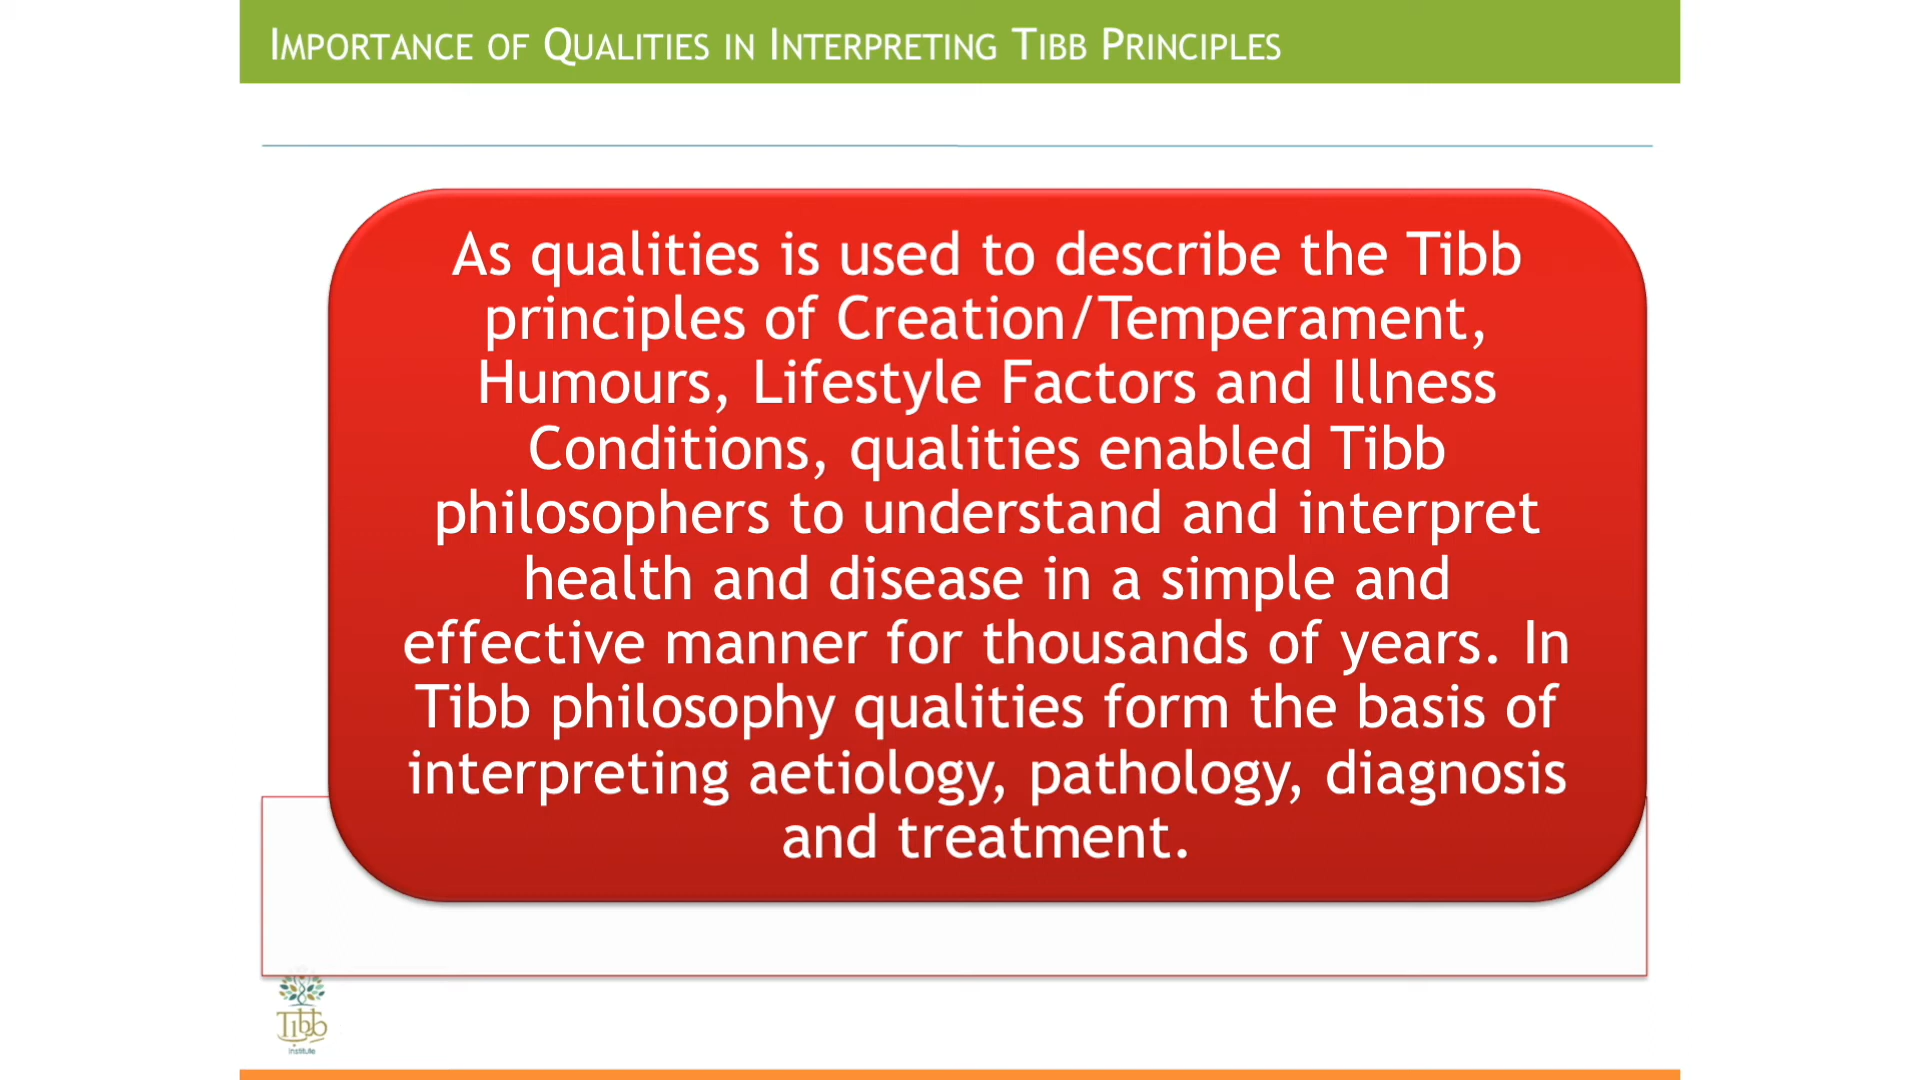 IMPORTANCE OF QUALITIES IN INTERPRETING TIBB PRINCIPLES
As qualities is used to describe the Tibb
principles of Creation/Temperament,
Humours, Lifestyle Factors and Illness
Conditions, qualities enabled Tibb
philosophers to understand and interpret
health and disease in a simple and
effective manner for thousands of years. In
Tibb philosophy qualities form the basis of
interpreting aetiology, pathology, diagnosis
and treatment.
Tibb
Institute